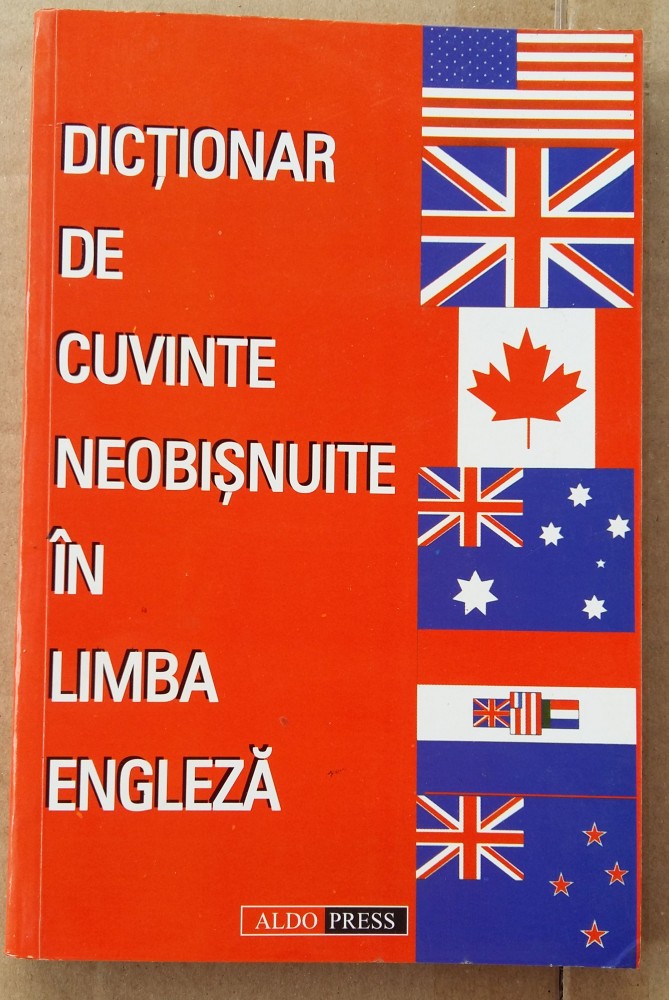 DICȚIONAR
DE
CUVINTE
NEOBIȘNUITE
ÎN
LIMBA
ENGLEZĂ
ALDO PRESS